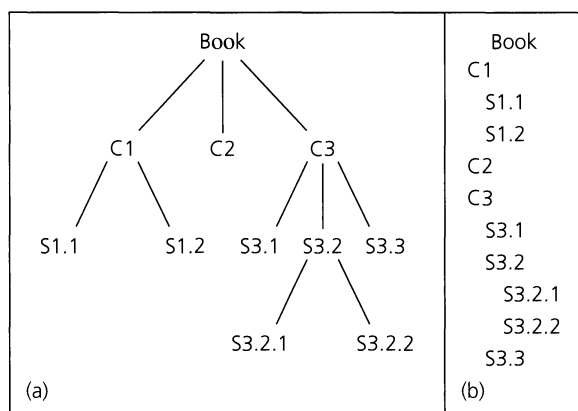 Book
C1 C2 C3
S1.1 S1.2 S3.1 S3.2 S3.3
S3.2.1 S3.2.2
(a)
Book
C1
S1.1
S1.2
C2
C3
S3.1
S3.2
S3.2.1
S3.2.2
S3.3
(b)